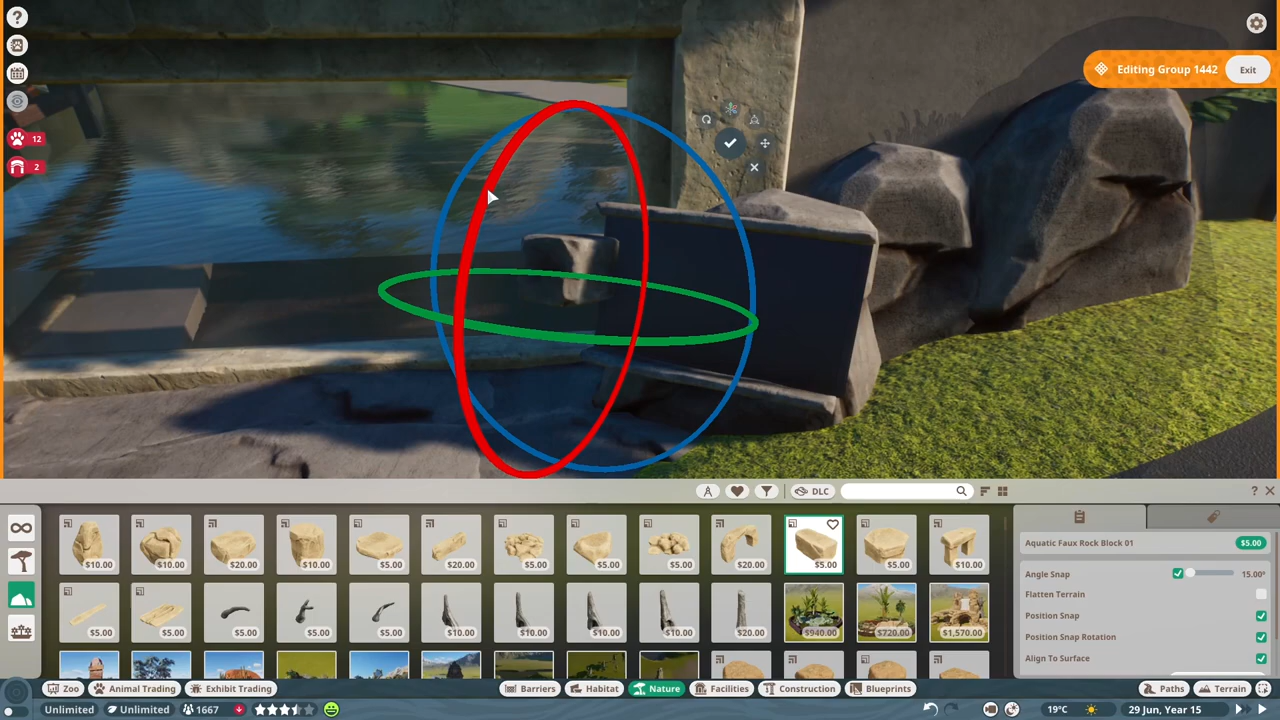 ?
Editing Group 1442 Exit
12
2
DLC
?
$10.00 $10.00 $20.00 $10.00 $5.00 $20.00 $5.00 $5.00 $5.00 $20.00 $5.00 $5.00 $10.00
$5.00 $5.00 $5.00 $5.00 $5.00 $10.00 $10.00 $10.00 $10.00 $20.00 $940.00 $720.00 $1,570.00
Aquatic Faux Rock Block 01 $5.00
Angle Snap 15.00°
Flatten Terrain
Position Snap
Position Snap Rotation
Align To Surface
Zoo Animal Trading Exhibit Trading Barriers Habitat Nature Facilities Construction Blueprints Paths Terrain
Unlimited Unlimited 1667 19°C 29 Jun, Year 15